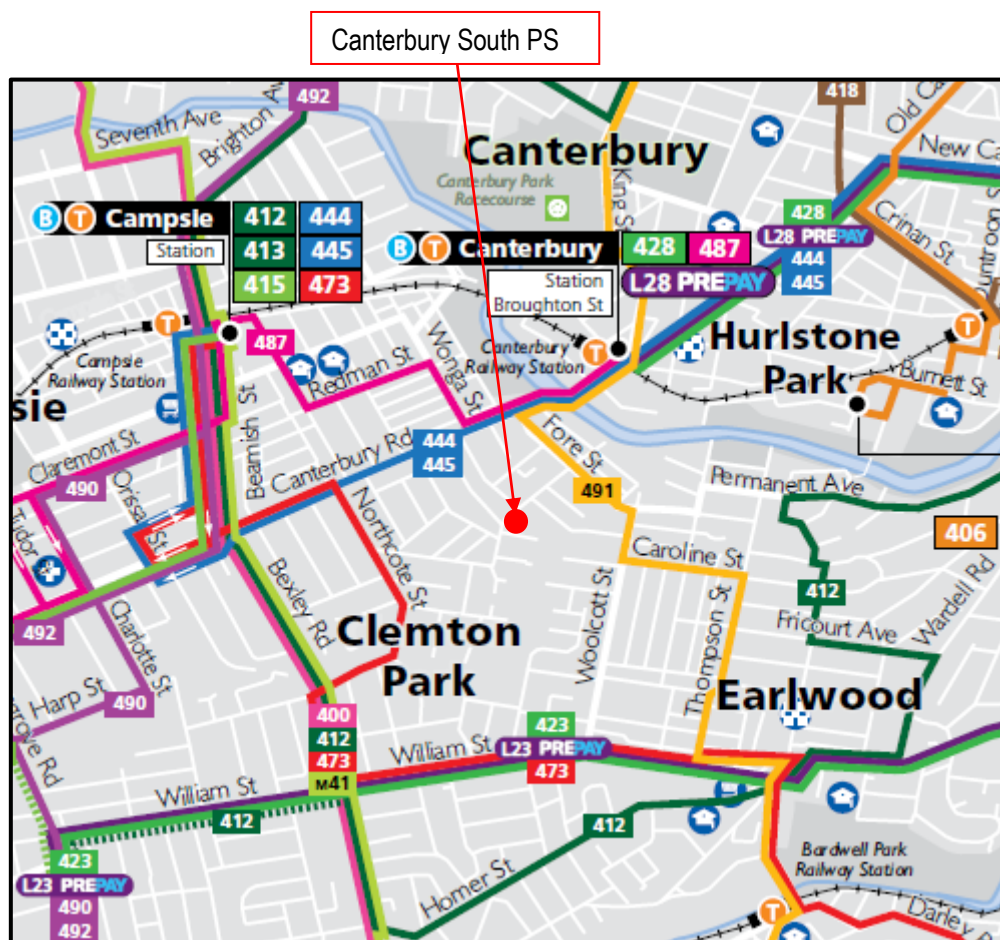 Canterbury South PS
492
418
Seventh Ave
Brighton Av
Old Ca
New Ca
Canterbury
Canterbury Park
Racecourse
King St
Crinan St
428
L28 PREPAY
444
445
B T Campsie
Station
412
444
413
445
415
473
B T Canterbury
Station
Broughton St
428
487
L28 PREPAY
T
Campsie
Railway Station
487
Redman St
Wonga St
Canterbury
Railway Station
T
Hurlstone
Park
T
Burnett St
sie
Claremont St
490
Orissa St
Beamish St
Canterbury Rd
444
445
Fore St
491
Permanent Ave
406
Tudor
Northcote St
Caroline St
412
Wardell Rd
Fricourt Ave
492
Charlotte St
Bexley Rd
Clemton
Park
Woolcott St
Thompson St
Earlwood
Harp St
490
grove Rd
400
412
473
M41
William St
423
L23 PREPAY
473
William St
412
412
Homer St
Bardwell Park
Railway Station
T
Darley R
423
L23 PREPAY
490
492